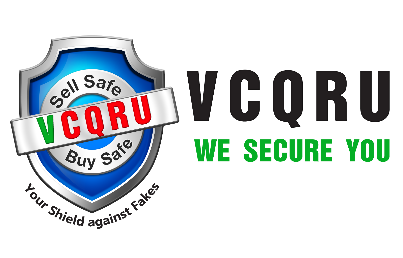 Sell Safe
VCQRU
Buy Safe
Your Shield against Fakes
VCQRU
WE SECURE YOU